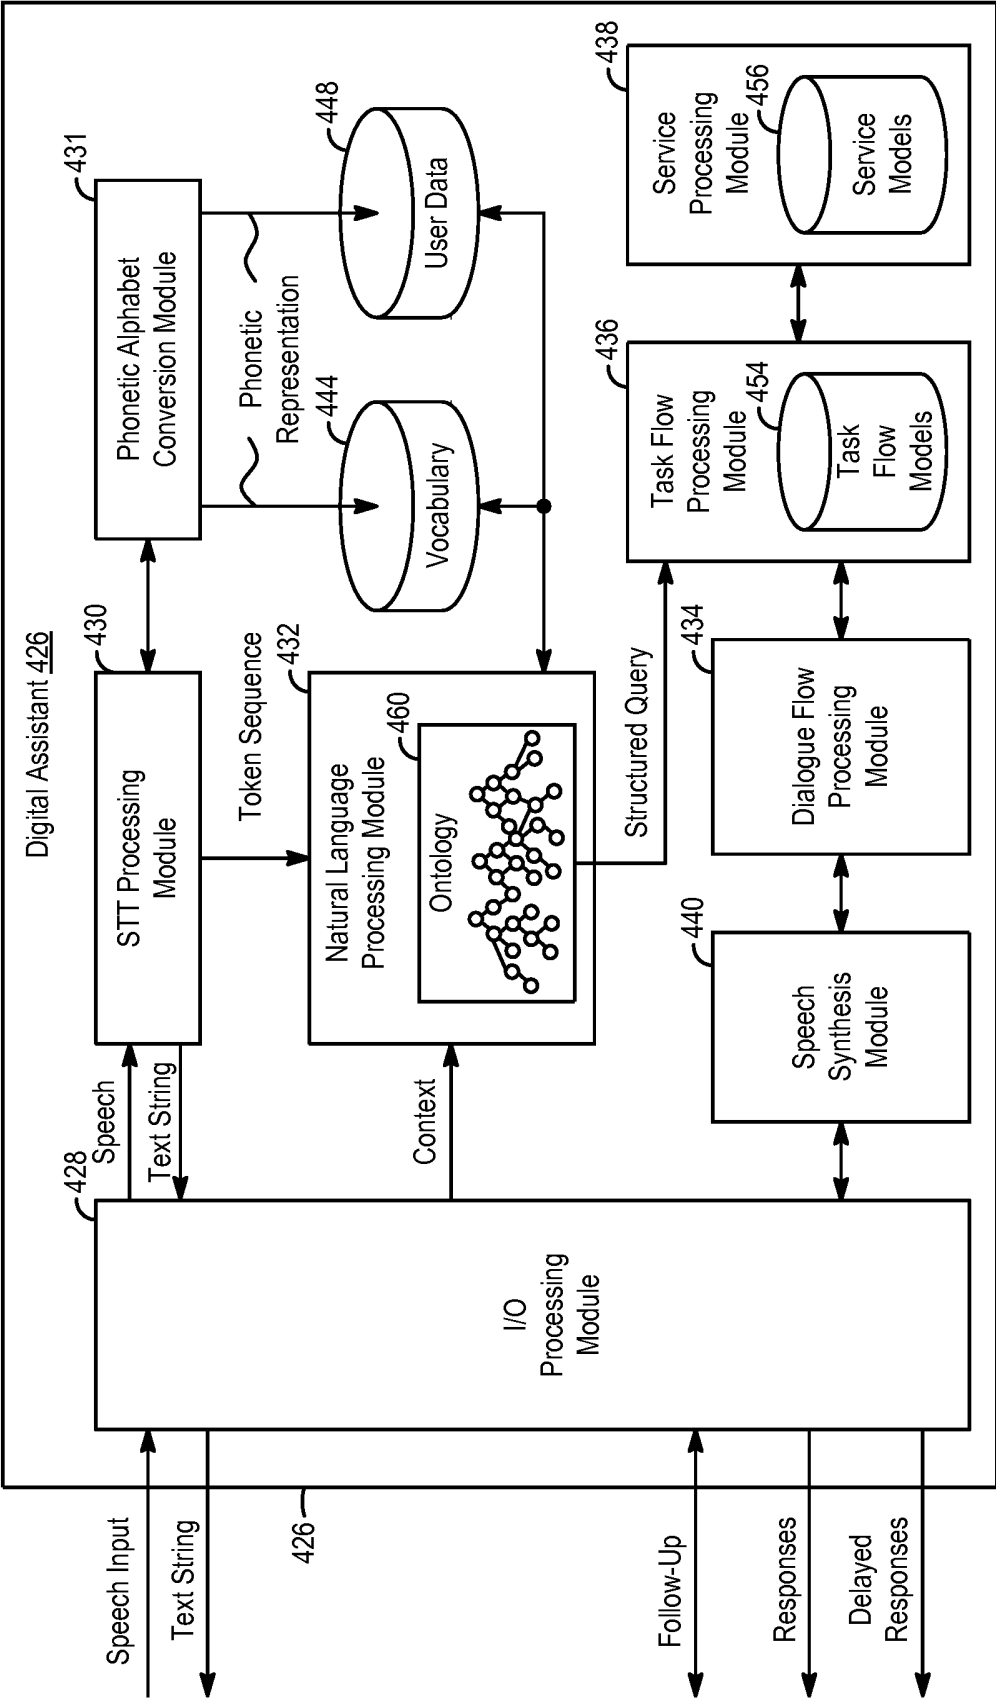 Digital Assistant 426
Speech Input
Text String
426
Follow-Up
Responses
Delayed
Responses
428
I/O
Processing
Module
Speech
Text String
Context
430
STT Processing
Module
431
Phonetic Alphabet
Conversion Module
Phonetic
Representation
Token Sequence
432
Natural Language
Processing Module
460
Ontology
444
Vocabulary
448
User Data
Structured Query
440
Speech
Synthesis
Module
434
Dialogue Flow
Processing
Module
436
Task Flow
Processing
Module
454
Task
Flow
Models
438
Service
Processing
Module
456
Service
Models